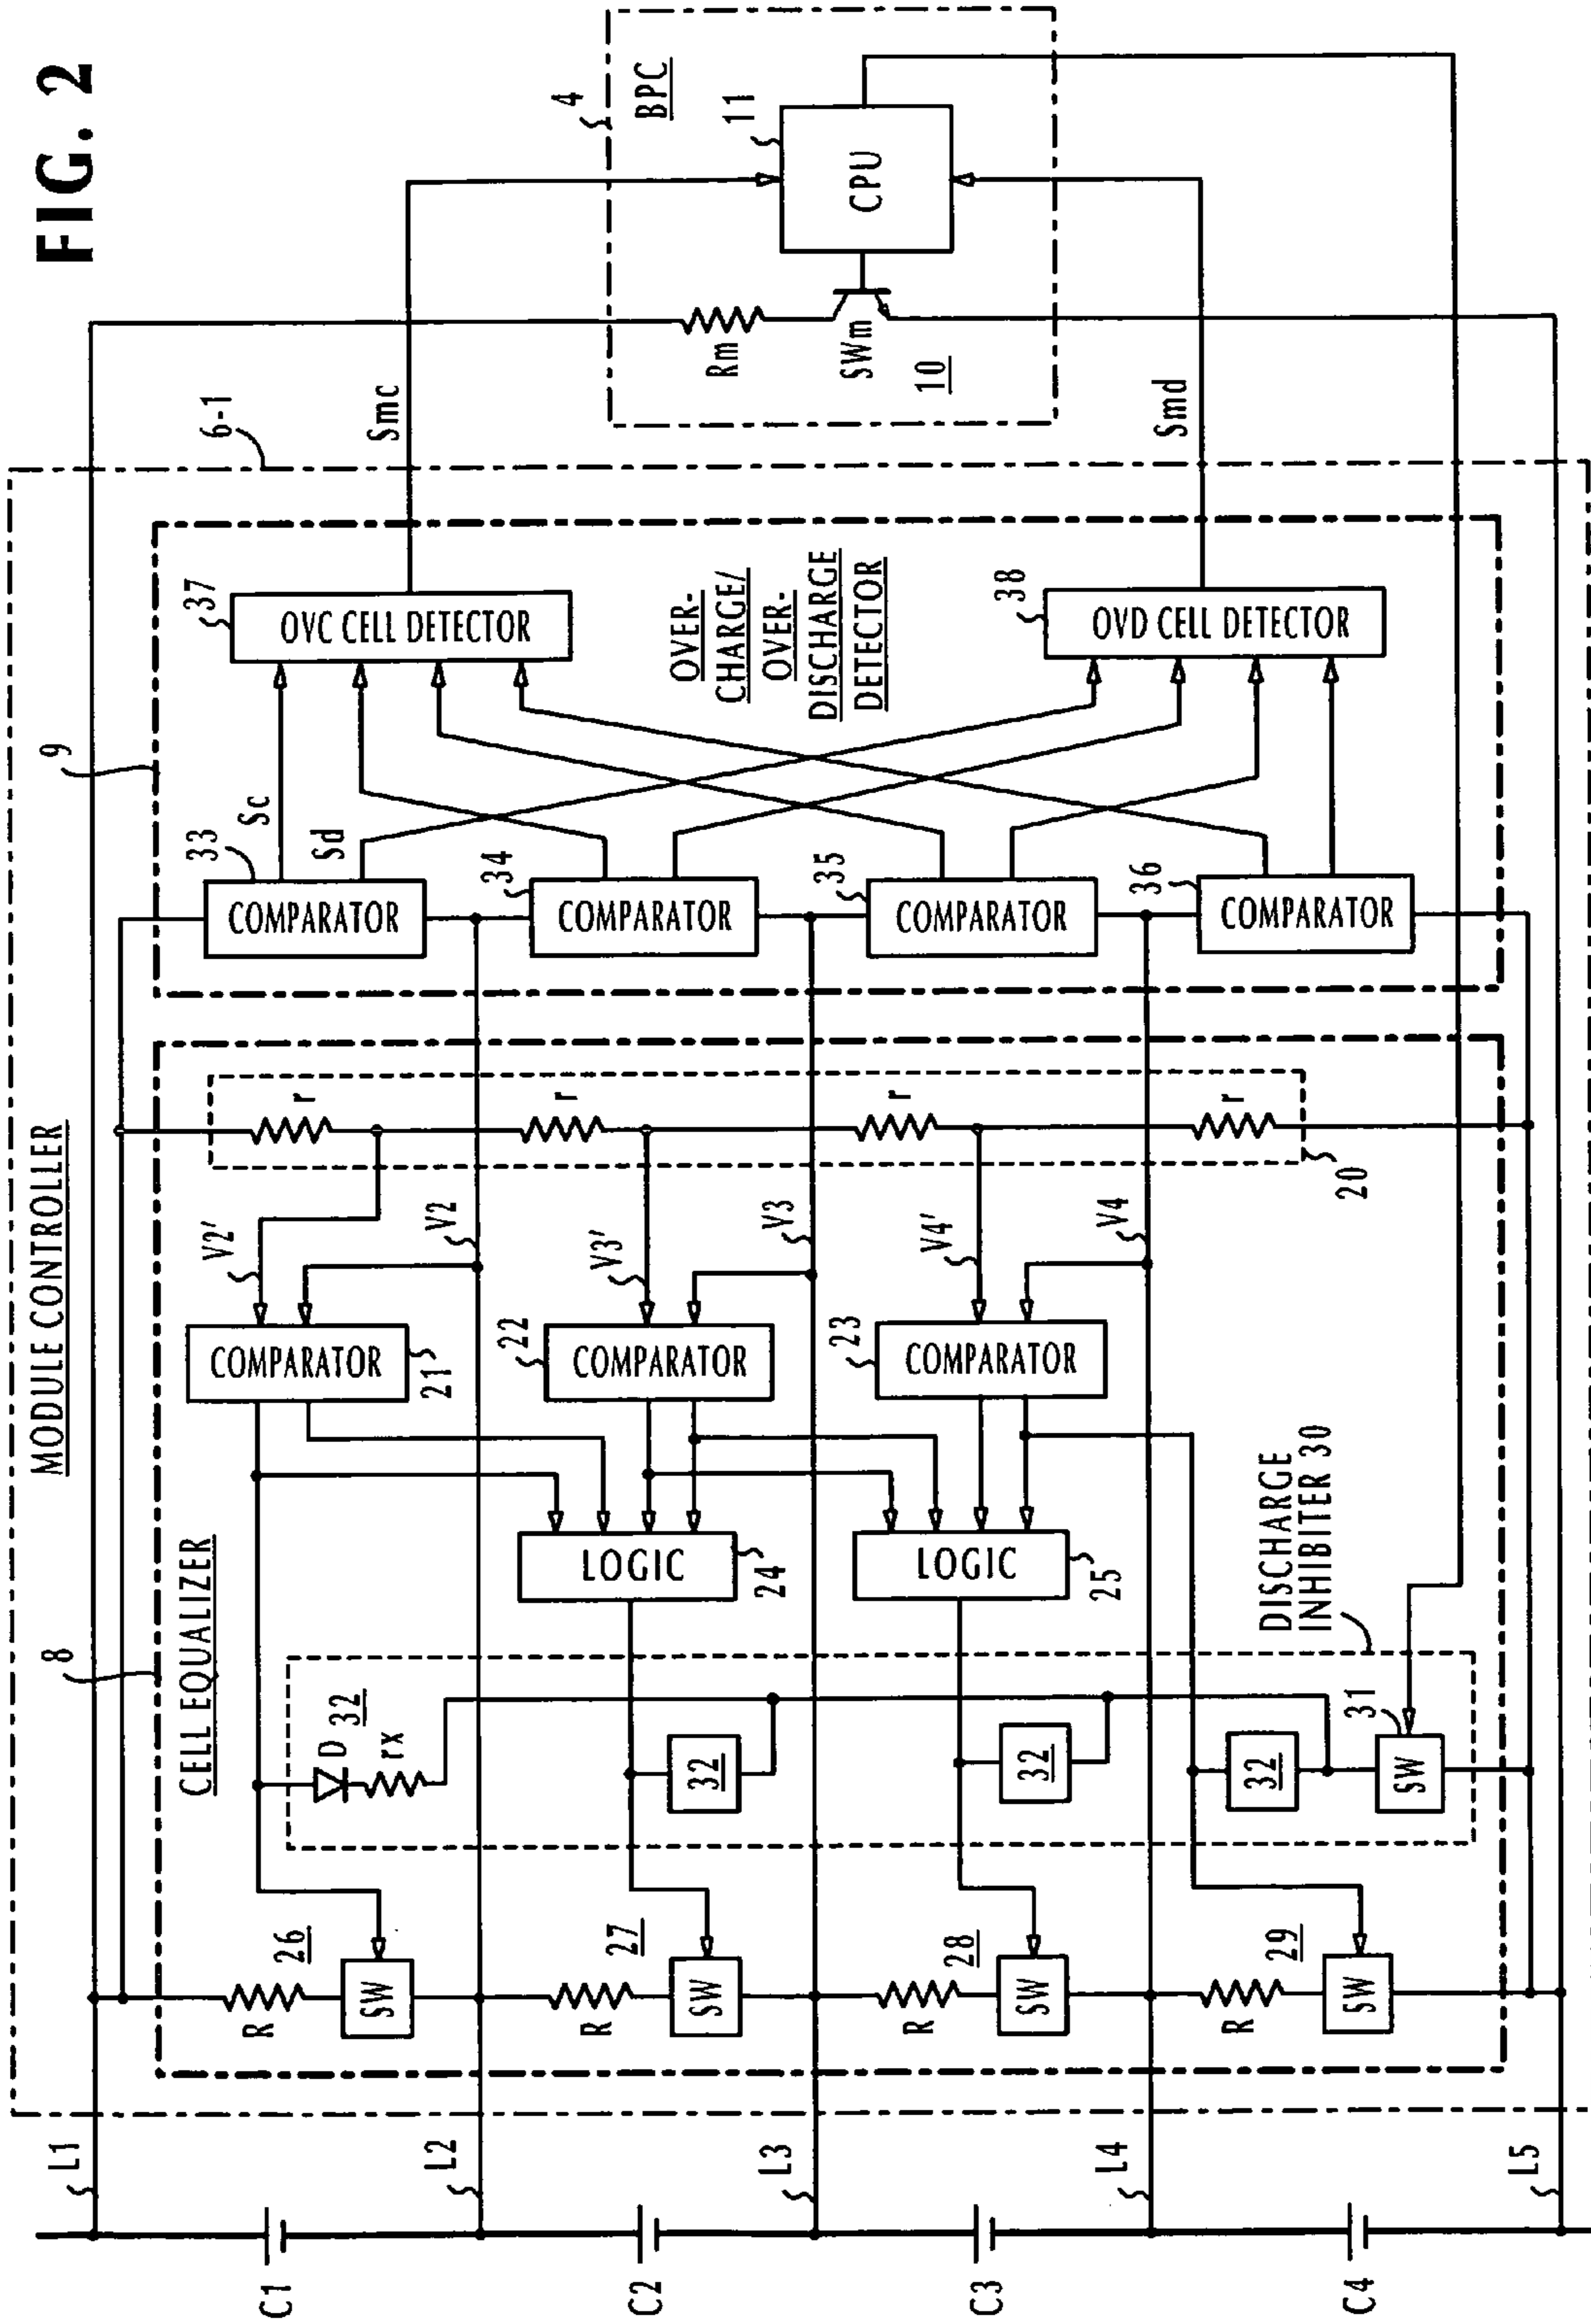 FIG. 2
MODULE CONTROLLER
6-1
4
BPC
11
CPU
Rm
SWm
10
Smc
Smd
9
37
OVC CELL DETECTOR
OVER-
CHARGE/
OVER-
DISCHARGE
DETECTOR
38
OVD CELL DETECTOR
Sc
Sd
33
COMPARATOR
34
COMPARATOR
35
COMPARATOR
36
COMPARATOR
r
r
r
r
20
V2'
V2
V3'
V3
V4'
V4
COMPARATOR
21
22
COMPARATOR
23
COMPARATOR
8
CELL EQUALIZER
LOGIC
24
LOGIC
25
DISCHARGE
INHIBITER 30
D
32
rx
32
32
32
31
SW
R
26
SW
R
27
SW
R
28
SW
R
29
SW
L1
L2
L3
L4
L5
C1
C2
C3
C4